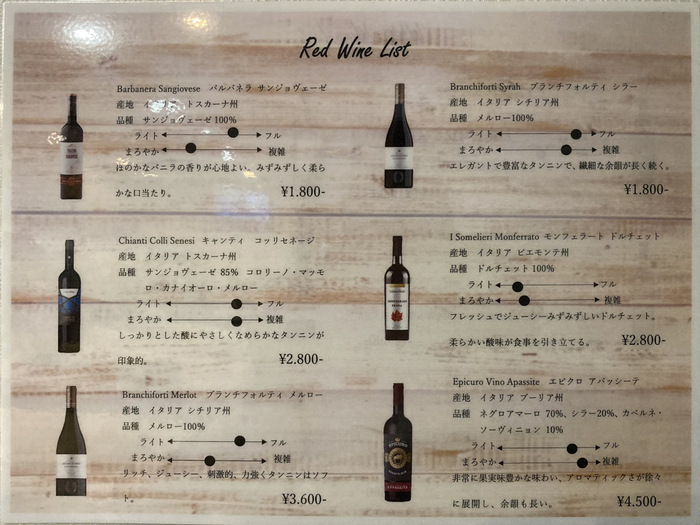 Red Wine List
Barbanera Sangiovese バルバネラ サンジョヴェーゼ
産地 イタリア トスカーナ州
品種 サンジョヴェーゼ 100%
ライト フル
まろやか 複雑
ほのかなバニラの香りが心地よい、みずみずしく柔ら
かな口当たり。
¥1.800-
Chianti Colli Senesi キャンティ コッリセネージ
産地 イタリア トスカーナ州
品種 サンジョヴェーゼ 85% コロリーノ・マッモ
ロ・カナイオーロ・メルロー
ライト フル
まろやか 複雑
しっかりとした酸にやさしくなめらかなタンニンが
印象的。
¥2.800-
Branchiforti Merlot ブランチフォルティ メルロー
産地 イタリア シチリア州
品種 メルロー100%
ライト フル
まろやか 複雑
リッチ、ジューシー、刺激的、力強くタンニンはソフ
ト。
¥3.600-
Branchiforti Syrah ブランチフォルティ シラー
産地 イタリア シチリア州
品種 メルロー100%
ライト フル
まろやか 複雑
エレガントで豊富なタンニンで、繊細な余韻が長く続く。
¥1.800-
I Somelieri Monferrato モンフェラート ドルチェット
産地 イタリア ピエモンテ州
品種 ドルチェット 100%
ライト フル
まろやか 複雑
フレッシュでジューシーみずみずしいドルチェット。
柔らかい酸味が食事を引き立てる。
¥2.800-
Epicuro Vino Apassite エピクロ アパッシーテ
産地 イタリア プーリア州
品種 ネグロアマーロ 70%、シラー20%、カベルネ・
ソーヴィニョン 10%
ライト フル
まろやか 複雑
非常に果実味豊かな味わい、アロマティックさが徐々
に展開し、余韻も長い。
¥4.500-
EPICURO